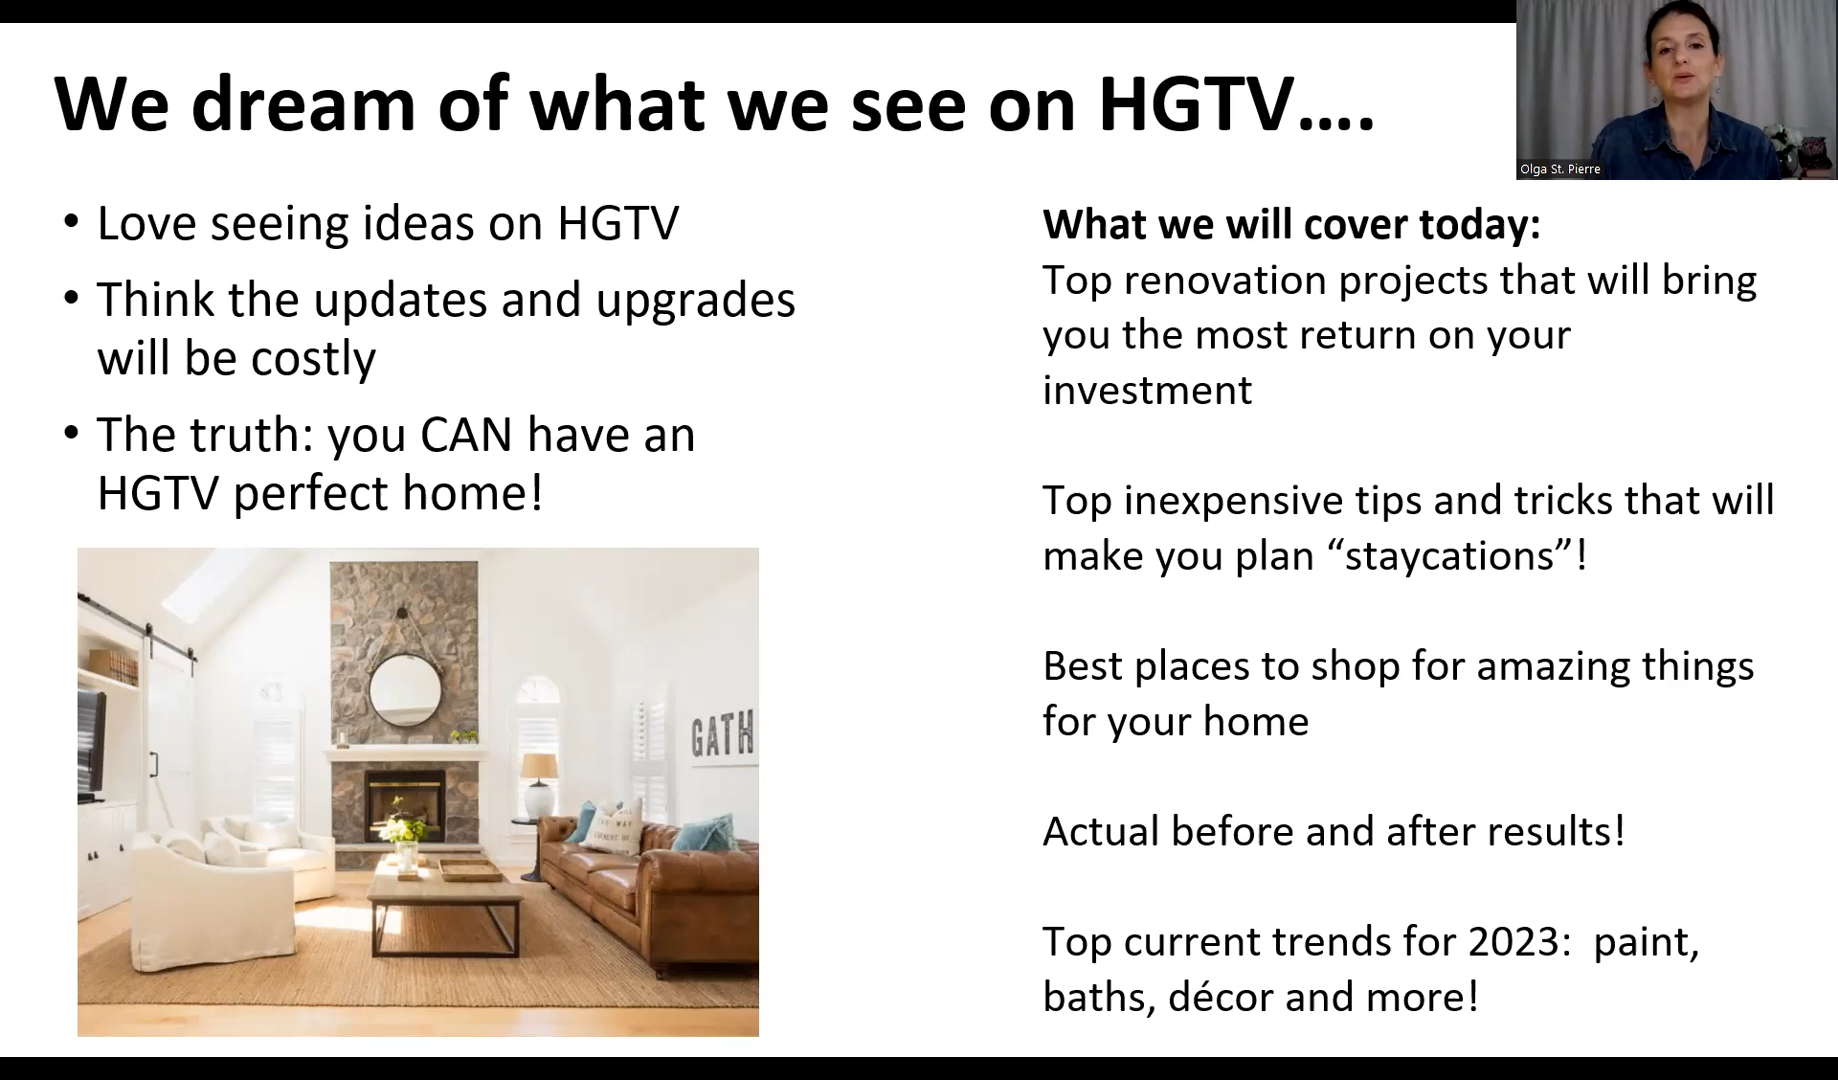 We dream of what we see on HGTV....
Olga St. Pierre
• Love seeing ideas on HGTV
• Think the updates and upgrades
will be costly
• The truth: you CAN have an
HGTV perfect home!
GATH
What we will cover today:
Top renovation projects that will bring
you the most return on your
investment
Top inexpensive tips and tricks that will
make you plan “staycations”!
Best places to shop for amazing things
for your home
Actual before and after results!
Top current trends for 2023:  paint,
baths, décor and more!